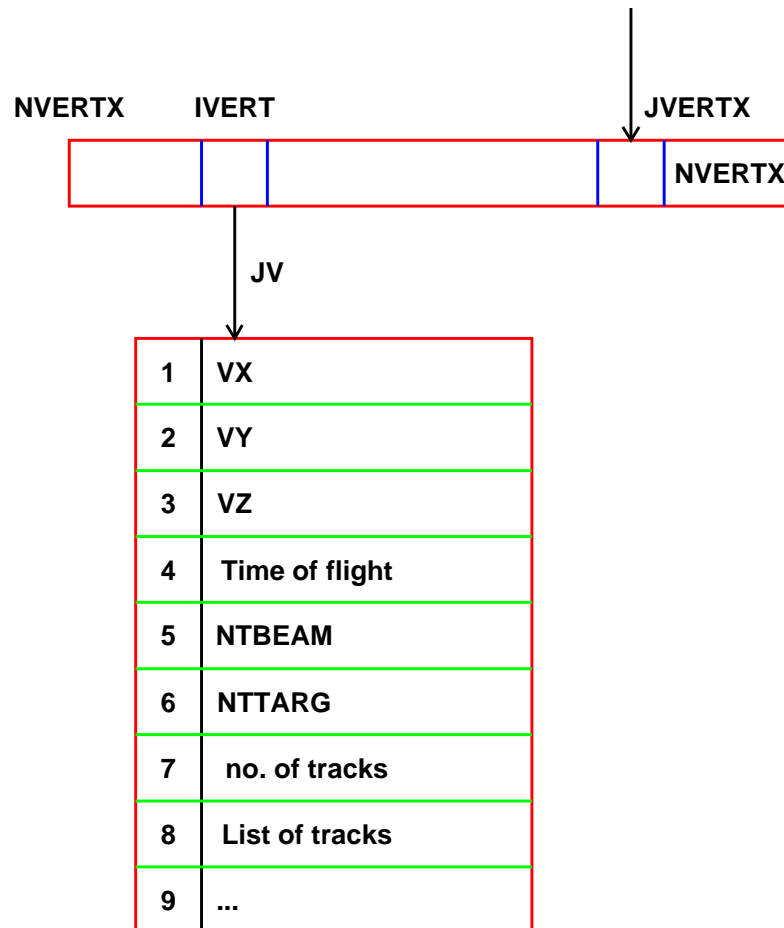 NVERTX IVERT JVERTX
NVERTX
JV
1 VX
2 VY
3 VZ
4 Time of flight
5 NTBEAM
6 NTTARG
7 no. of tracks
8 List of tracks
9 ...